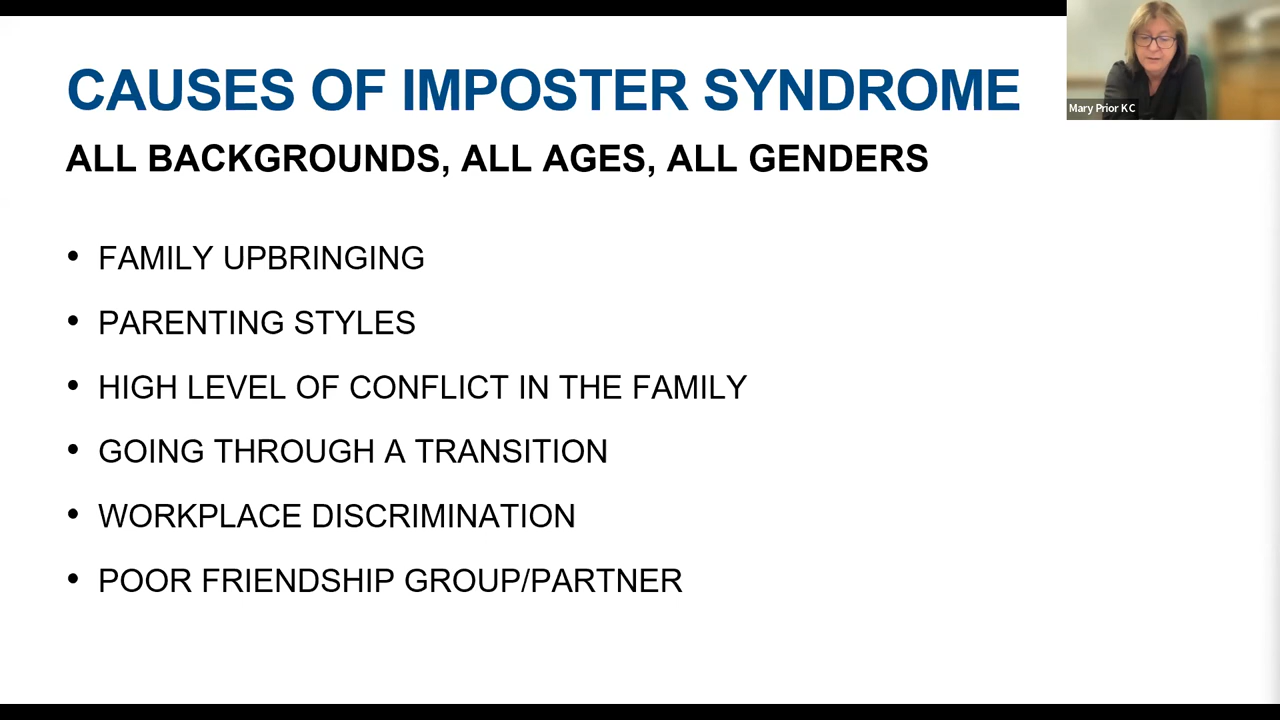 CAUSES OF IMPOSTER SYNDROME
Mary Prior KC
ALL BACKGROUNDS, ALL AGES, ALL GENDERS
• FAMILY UPBRINGING
• PARENTING STYLES
• HIGH LEVEL OF CONFLICT IN THE FAMILY
• GOING THROUGH A TRANSITION
• WORKPLACE DISCRIMINATION
• POOR FRIENDSHIP GROUP/PARTNER